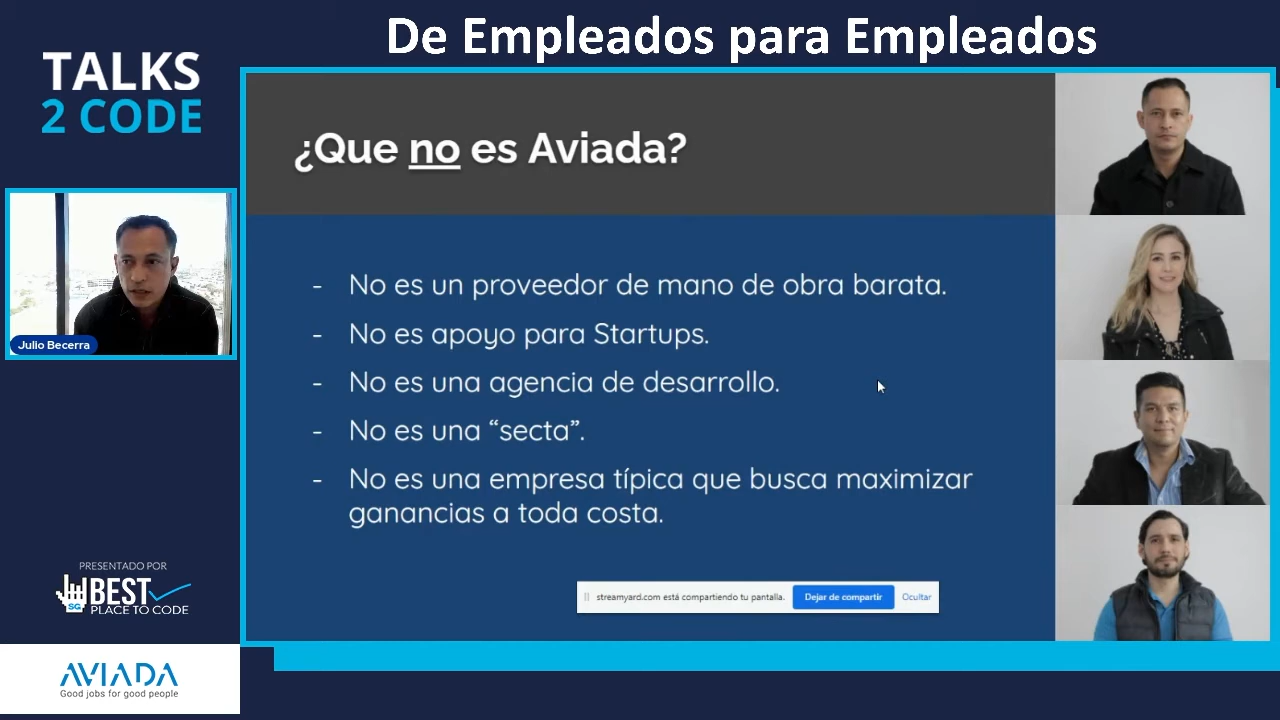 De Empleados para Empleados
TALKS
2 CODE
¿Que no es Aviada?
- No es un proveedor de mano de obra barata.
- No es apoyo para Startups.
- No es una agencia de desarrollo.
- No es una “secta”.
- No es una empresa típica que busca maximizar
ganancias a toda costa.
streamyard.com está compartiendo tu pantalla.
Dejar de compartir
Ocultar
Julio Becerra
PRESENTADO POR
SG
BEST
PLACE TO CODE
AVIADA
Good jobs for good people